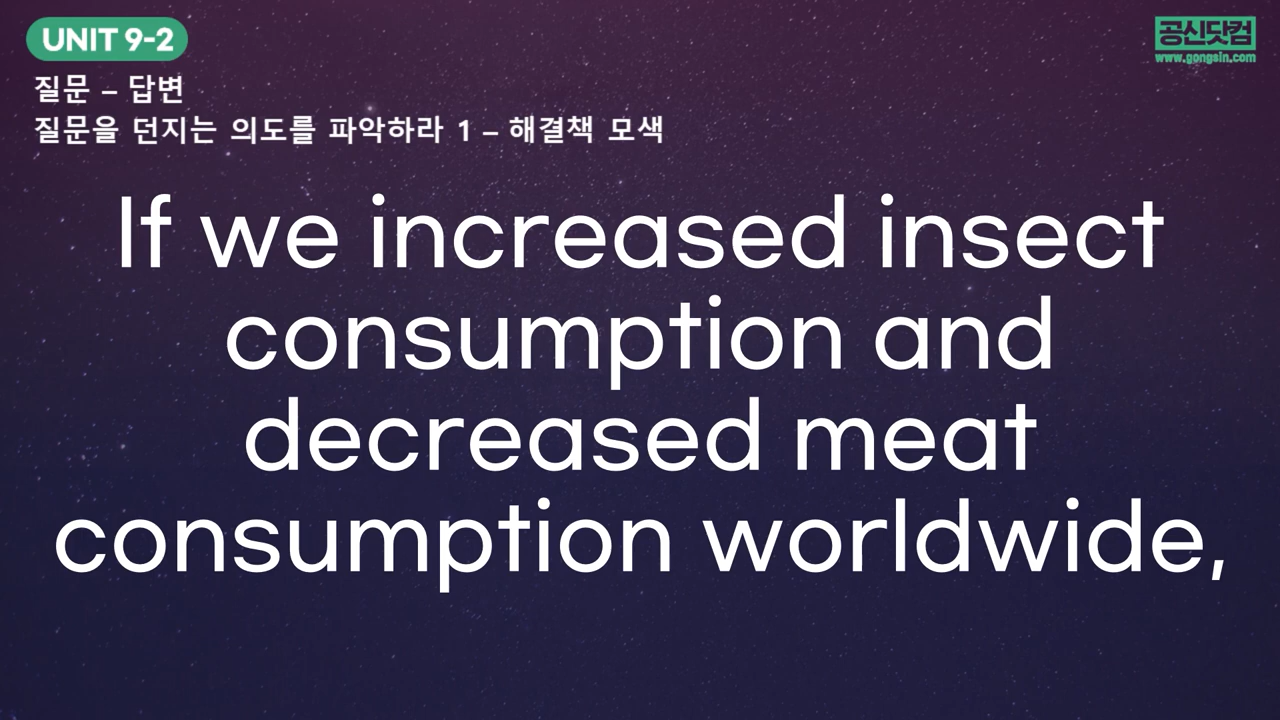 UNIT 9-2
공신닷컴
www.gongsin.com
질문 – 답변
질문을 던지는 의도를 파악하라 1 – 해결책 모색
If we increased insect
consumption and
decreased meat
consumption worldwide,